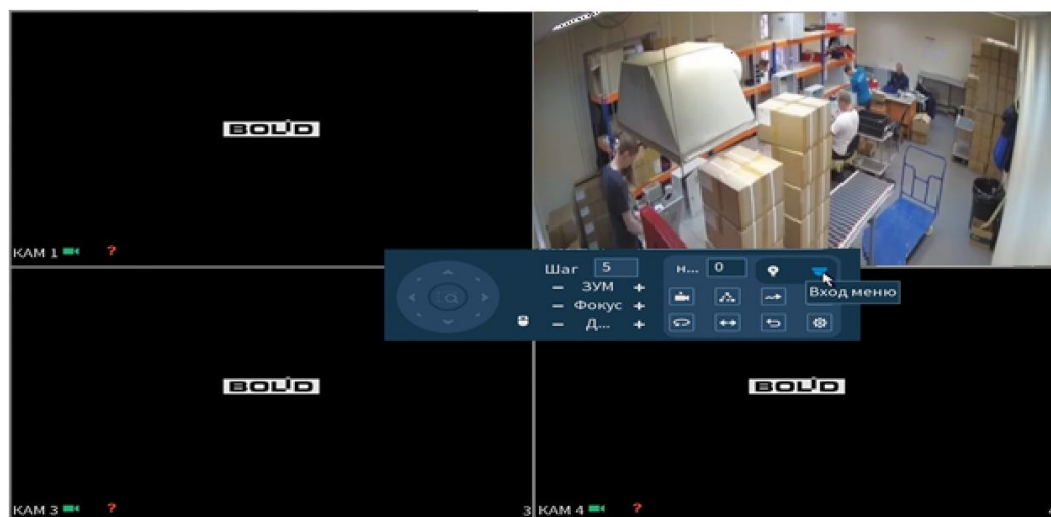 BOLID
КАМ 1 ?
Шаг 5
н... 0
– ЗУМ +
– Фокус +
– Д... +
Вход меню
BOLID
BOLID
КАМ 3 ?
3
КАМ 4 ?